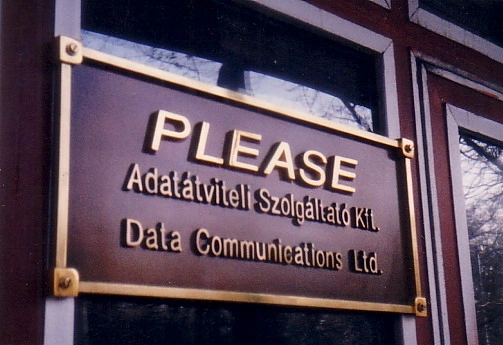 PLEASE
Adatátviteli Szolgáltató Kft.
Data Communications Ltd.